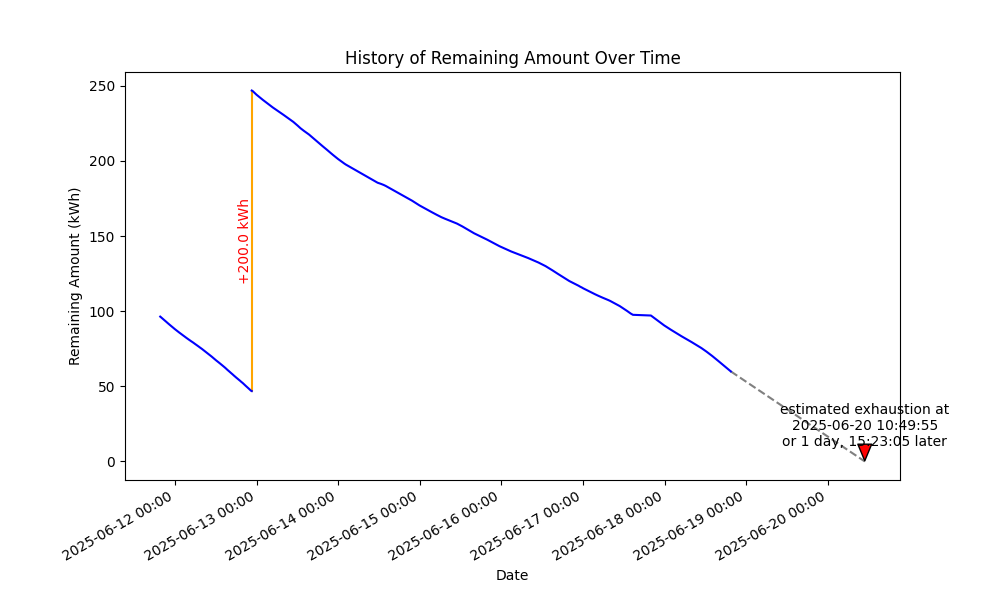 History of Remaining Amount Over Time
Remaining Amount (kWh)
250
200
150
100
50
0
+200.0 kWh
estimated exhaustion at
2025-06-20 10:49:55
or 1 day, 15:23:05 later
2025-06-12 00:00
2025-06-13 00:00
2025-06-14 00:00
2025-06-15 00:00
2025-06-16 00:00
2025-06-17 00:00
2025-06-18 00:00
2025-06-19 00:00
2025-06-20 00:00
Date